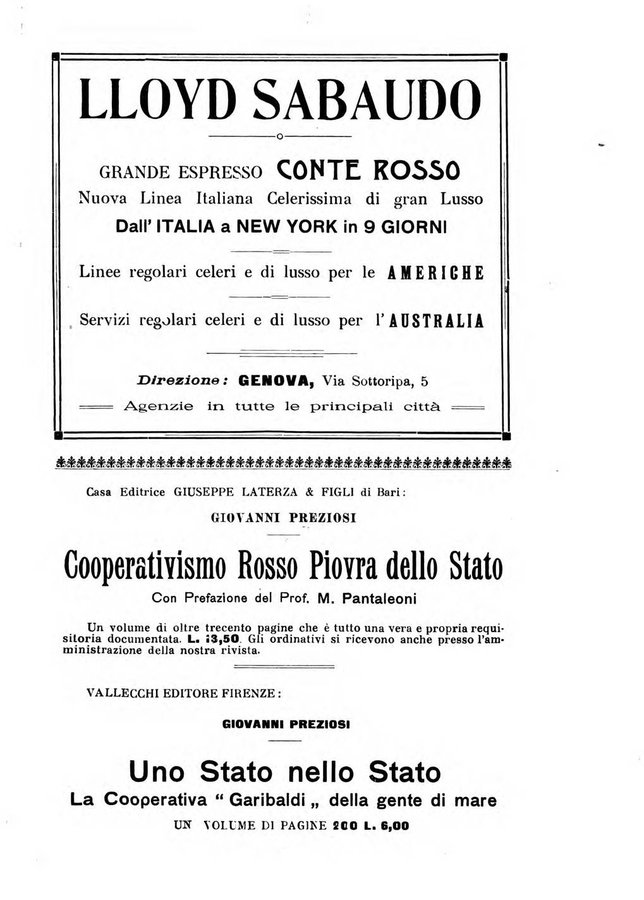 LLOYD SABAUDO
GRANDE ESPRESSO CONTE ROSSO
Nuova Linea Italiana Celerissima di gran Lusso
Dall' ITALIA a NEW YORK in 9 GIORNI
Linee regolari celeri e di lusso per le AMERICHE
Servizi regolari celeri e di lusso per l'AUSTRALIA
Direzione: GENOVA, Via Sottoripa, 5
Agenzie in tutte le principali città
Casa Editrice GIUSEPPE LATERZA & FIGLI di Bari:
GIOVANNI PREZIOSI
Cooperativismo Rosso Piovra dello Stato
Con Prefazione del Prof. M. Pantaleoni
Un volume di oltre trecento pagine che è tutto una vera e propria requi-
sitoria documentata. L. 13,50. Gli ordinativi si ricevono anche presso l'am-
ministrazione della nostra rivista.
VALLECCHI EDITORE FIRENZE:
GIOVANNI PREZIOSI
Uno Stato nello Stato
La Cooperativa “ Garibaldi „ della gente di mare
UN VOLUME DI PAGINE 200 L. 6,00